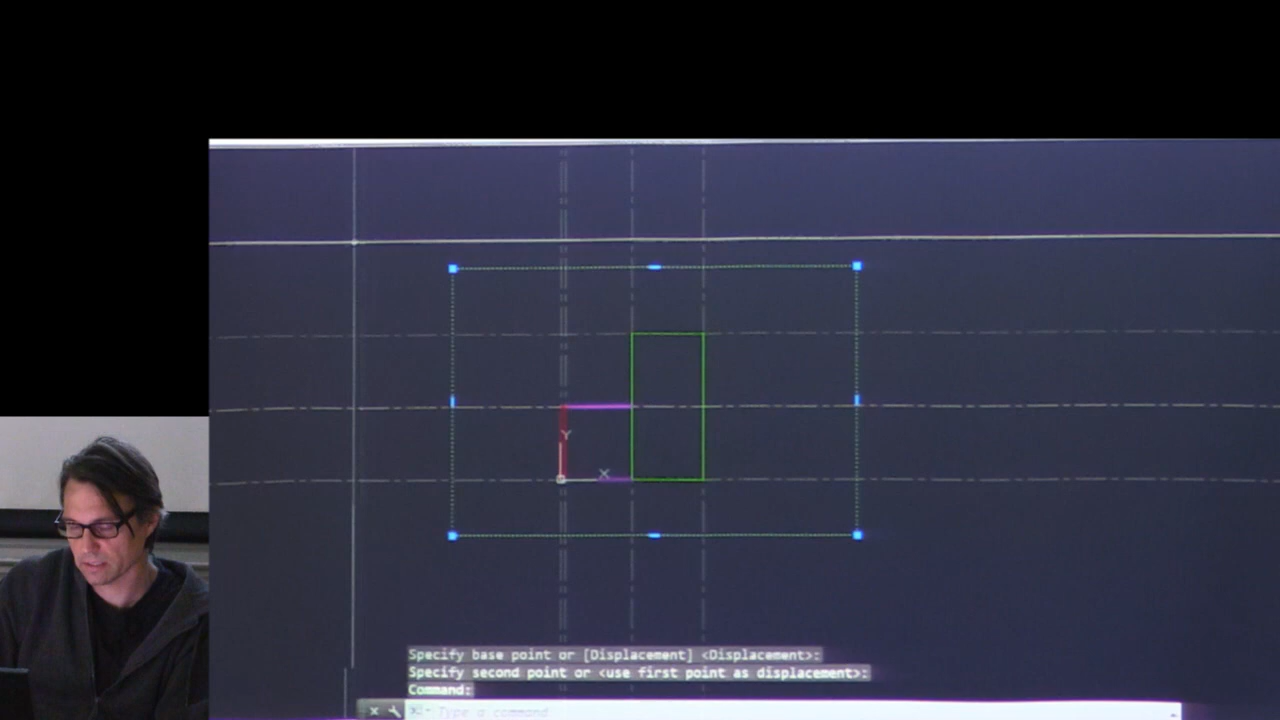 Y
X
Specify base point or [Displacement] <Displacement>:
Specify second point or <use first point as displacement>:
Command:
Type a command